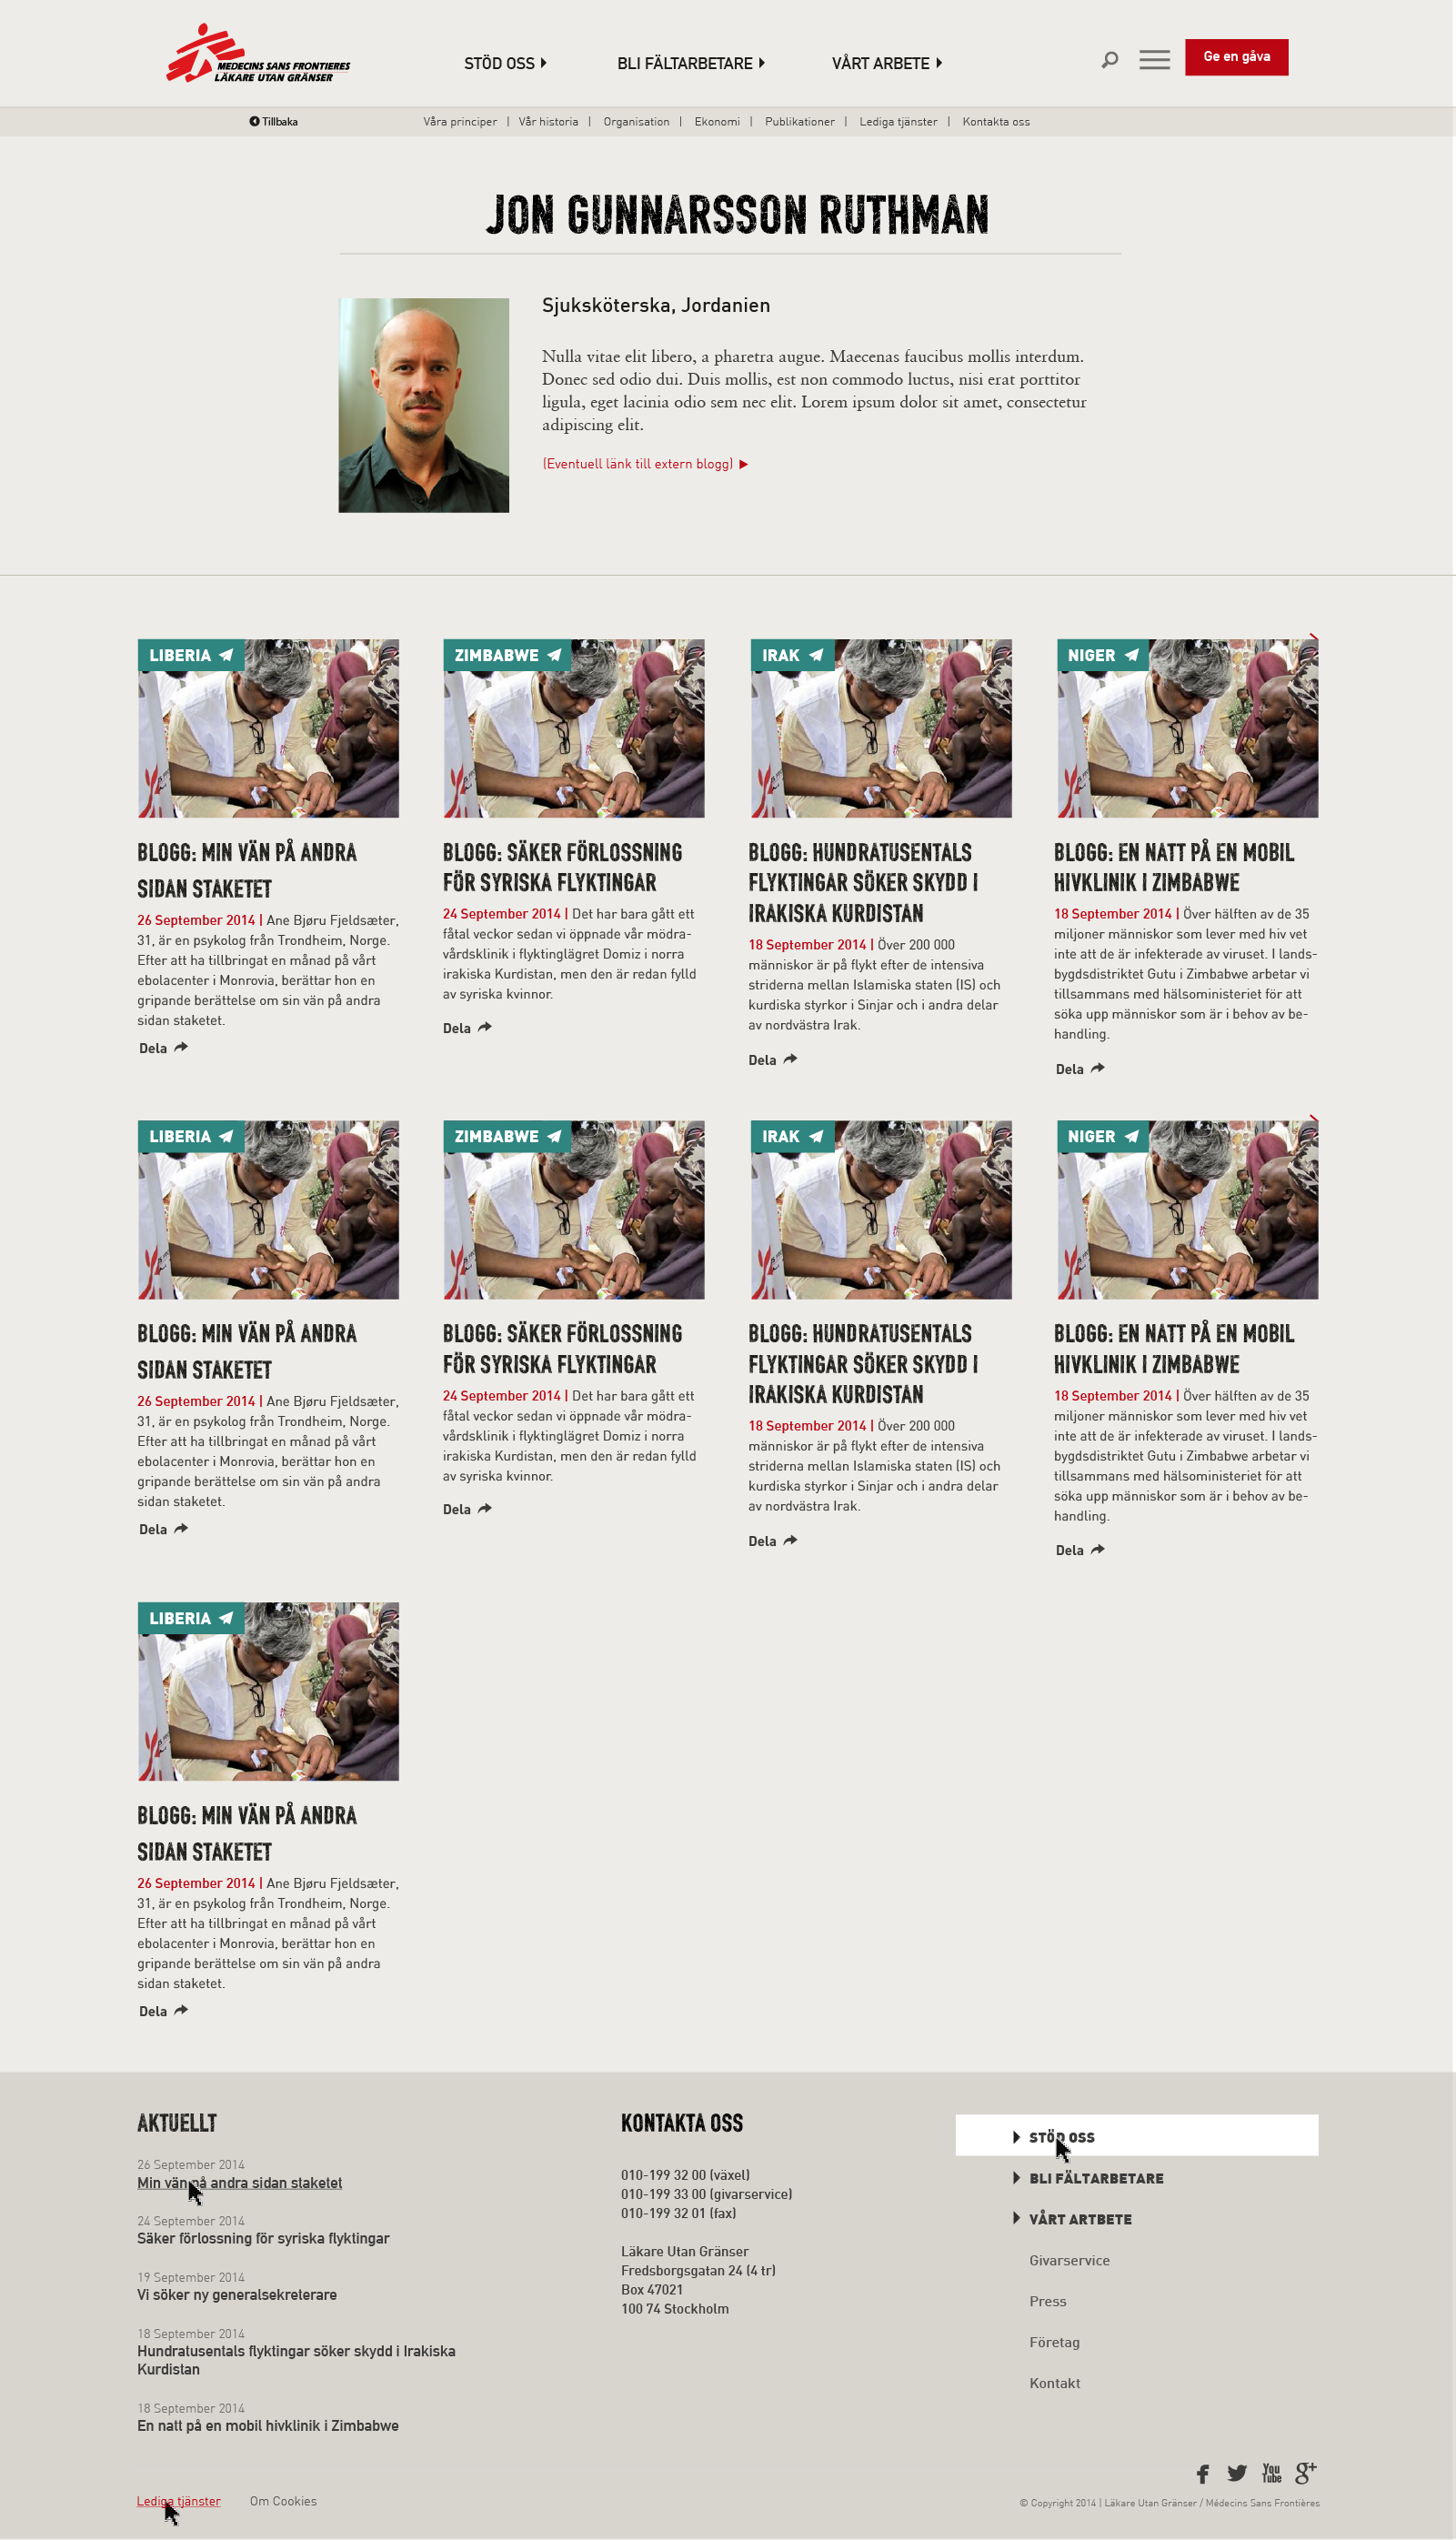 MEDECINS SANS FRONTIERES
LÄKARE UTAN GRÄNSER
STÖD OSS
BLI FÄLTARBETARE
VÅRT ARBETE
Ge en gåva
Tillbaka
Våra principer | Vår historia | Organisation | Ekonomi | Publikationer | Lediga tjänster | Kontakta oss
JON GUNNARSSON RUTHMAN
Sjuksköterska, Jordanien
Nulla vitae elit libero, a pharetra augue. Maecenas faucibus mollis interdum.
Donec sed odio dui. Duis mollis, est non commodo luctus, nisi erat porttitor
ligula, eget lacinia odio sem nec elit. Lorem ipsum dolor sit amet, consectetur
adipiscing elit.
(Eventuell länk till extern blogg)
LIBERIA
BLOGG: MIN VÄN PÅ ANDRA
SIDAN STAKETET
26 September 2014 | Ane Bjøru Fjeldsæter,
31, är en psykolog från Trondheim, Norge.
Efter att ha tillbringat en månad på vårt
ebolacenter i Monrovia, berättar hon en
gripande berättelse om sin vän på andra
sidan staketet.
Dela
ZIMBABWE
BLOGG: SÄKER FÖRLOSSNING
FÖR SYRISKA FLYKTINGAR
24 September 2014 | Det har bara gått ett
fåtal veckor sedan vi öppnade vår mödra-
vårdsklinik i flyktinglägret Domiz i norra
irakiska Kurdistan, men den är redan fylld
av syriska kvinnor.
Dela
IRAK
BLOGG: HUNDRATUSENTALS
FLYKTINGAR SÖKER SKYDD I
IRAKISKA KURDISTAN
18 September 2014 | Över 200 000
människor är på flykt efter de intensiva
striderna mellan Islamiska staten (IS) och
kurdiska styrkor i Sinjar och i andra delar
av nordvästra Irak.
Dela
NIGER
BLOGG: EN NATT PÅ EN MOBIL
HIVKLINIK I ZIMBABWE
18 September 2014 | Över hälften av de 35
miljoner människor som lever med hiv vet
inte att de är infekterade av viruset. I lands-
bygdsdistriktet Gutu i Zimbabwe arbetar vi
tillsammans med hälsoministeriet för att
söka upp människor som är i behov av be-
handling.
Dela
LIBERIA
BLOGG: MIN VÄN PÅ ANDRA
SIDAN STAKETET
26 September 2014 | Ane Bjøru Fjeldsæter,
31, är en psykolog från Trondheim, Norge.
Efter att ha tillbringat en månad på vårt
ebolacenter i Monrovia, berättar hon en
gripande berättelse om sin vän på andra
sidan staketet.
Dela
ZIMBABWE
BLOGG: SÄKER FÖRLOSSNING
FÖR SYRISKA FLYKTINGAR
24 September 2014 | Det har bara gått ett
fåtal veckor sedan vi öppnade vår mödra-
vårdsklinik i flyktinglägret Domiz i norra
irakiska Kurdistan, men den är redan fylld
av syriska kvinnor.
Dela
IRAK
BLOGG: HUNDRATUSENTALS
FLYKTINGAR SÖKER SKYDD I
IRAKISKA KURDISTAN
18 September 2014 | Över 200 000
människor är på flykt efter de intensiva
striderna mellan Islamiska staten (IS) och
kurdiska styrkor i Sinjar och i andra delar
av nordvästra Irak.
Dela
NIGER
BLOGG: EN NATT PÅ EN MOBIL
HIVKLINIK I ZIMBABWE
18 September 2014 | Över hälften av de 35
miljoner människor som lever med hiv vet
inte att de är infekterade av viruset. I lands-
bygdsdistriktet Gutu i Zimbabwe arbetar vi
tillsammans med hälsoministeriet för att
söka upp människor som är i behov av be-
handling.
Dela
LIBERIA
BLOGG: MIN VÄN PÅ ANDRA
SIDAN STAKETET
26 September 2014 | Ane Bjøru Fjeldsæter,
31, är en psykolog från Trondheim, Norge.
Efter att ha tillbringat en månad på vårt
ebolacenter i Monrovia, berättar hon en
gripande berättelse om sin vän på andra
sidan staketet.
Dela
AKTUELLT
26 September 2014
Min vän på andra sidan staketet
24 September 2014
Säker förlossning för syriska flyktingar
19 September 2014
Vi söker ny generalsekreterare
18 September 2014
Hundratusentals flyktingar söker skydd i Irakiska
Kurdistan
18 September 2014
En natt på en mobil hivklinik i Zimbabwe
KONTAKTA OSS
010-199 32 00 (växel)
010-199 33 00 (givarservice)
010-199 32 01 (fax)
Läkare Utan Gränser
Fredsborgsgatan 24 (4 tr)
Box 47021
100 74 Stockholm
STÖD OSS
BLI FÄLTARBETARE
VÅRT ARTBETE
Givarservice
Press
Företag
Kontakt
You
Tube
g+
Lediga tjänster
Om Cookies
© Copyright 2014 | Läkare Utan Gränser / Médecins Sans Frontières